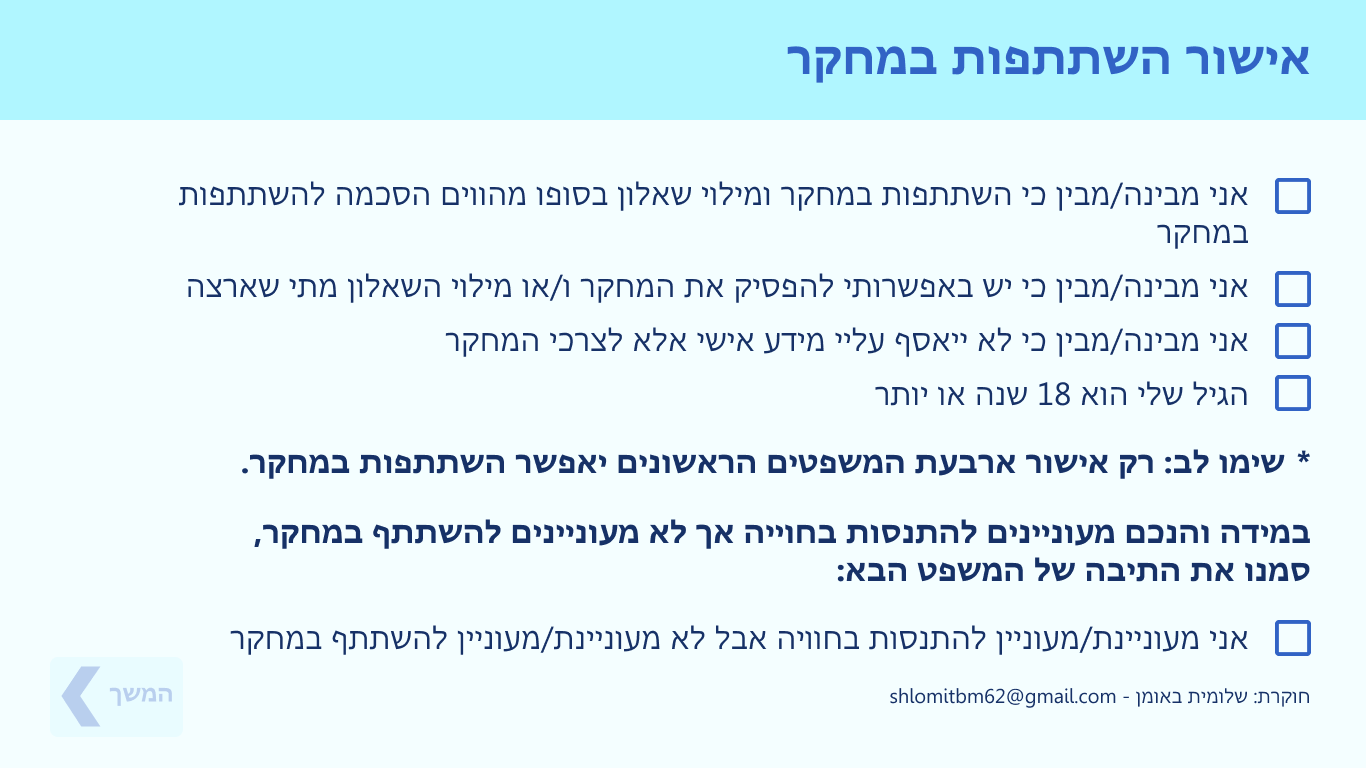 אישור השתתפות במחקר
אני מבינה/מבין כי השתתפות במחקר ומילוי שאלון בסופו מהווים הסכמה להשתתפות
במחקר
אני מבינה/מבין כי יש באפשרותי להפסיק את המחקר ו/או מילוי השאלון מתי שארצה
אני מבינה/מבין כי לא ייאסף עליי מידע אישי אלא לצרכי המחקר
הגיל שלי הוא 18 שנה או יותר
* שימו לב: רק אישור ארבעת המשפטים הראשונים יאפשר השתתפות במחקר.
במידה והנכם מעוניינים להתנסות בחוייה אך לא מעוניינים להשתתף במחקר,
סמנו את התיבה של המשפט הבא:
אני מעוניינת/מעוניין להתנסות בחוויה אבל לא מעוניינת/מעוניין להשתתף במחקר
חוקרת: שלומית באומן - shlomitbm62@gmail.com
המשך